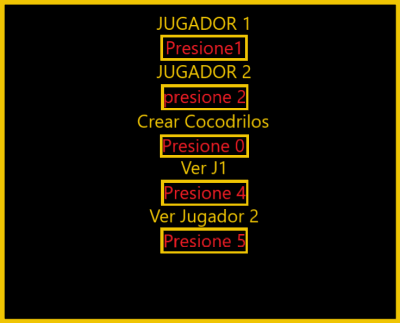 JUGADOR 1
Presione1
JUGADOR 2
presione 2
Crear Cocodrilos
Presione 0
Ver J1
Presione 4
Ver Jugador 2
Presione 5